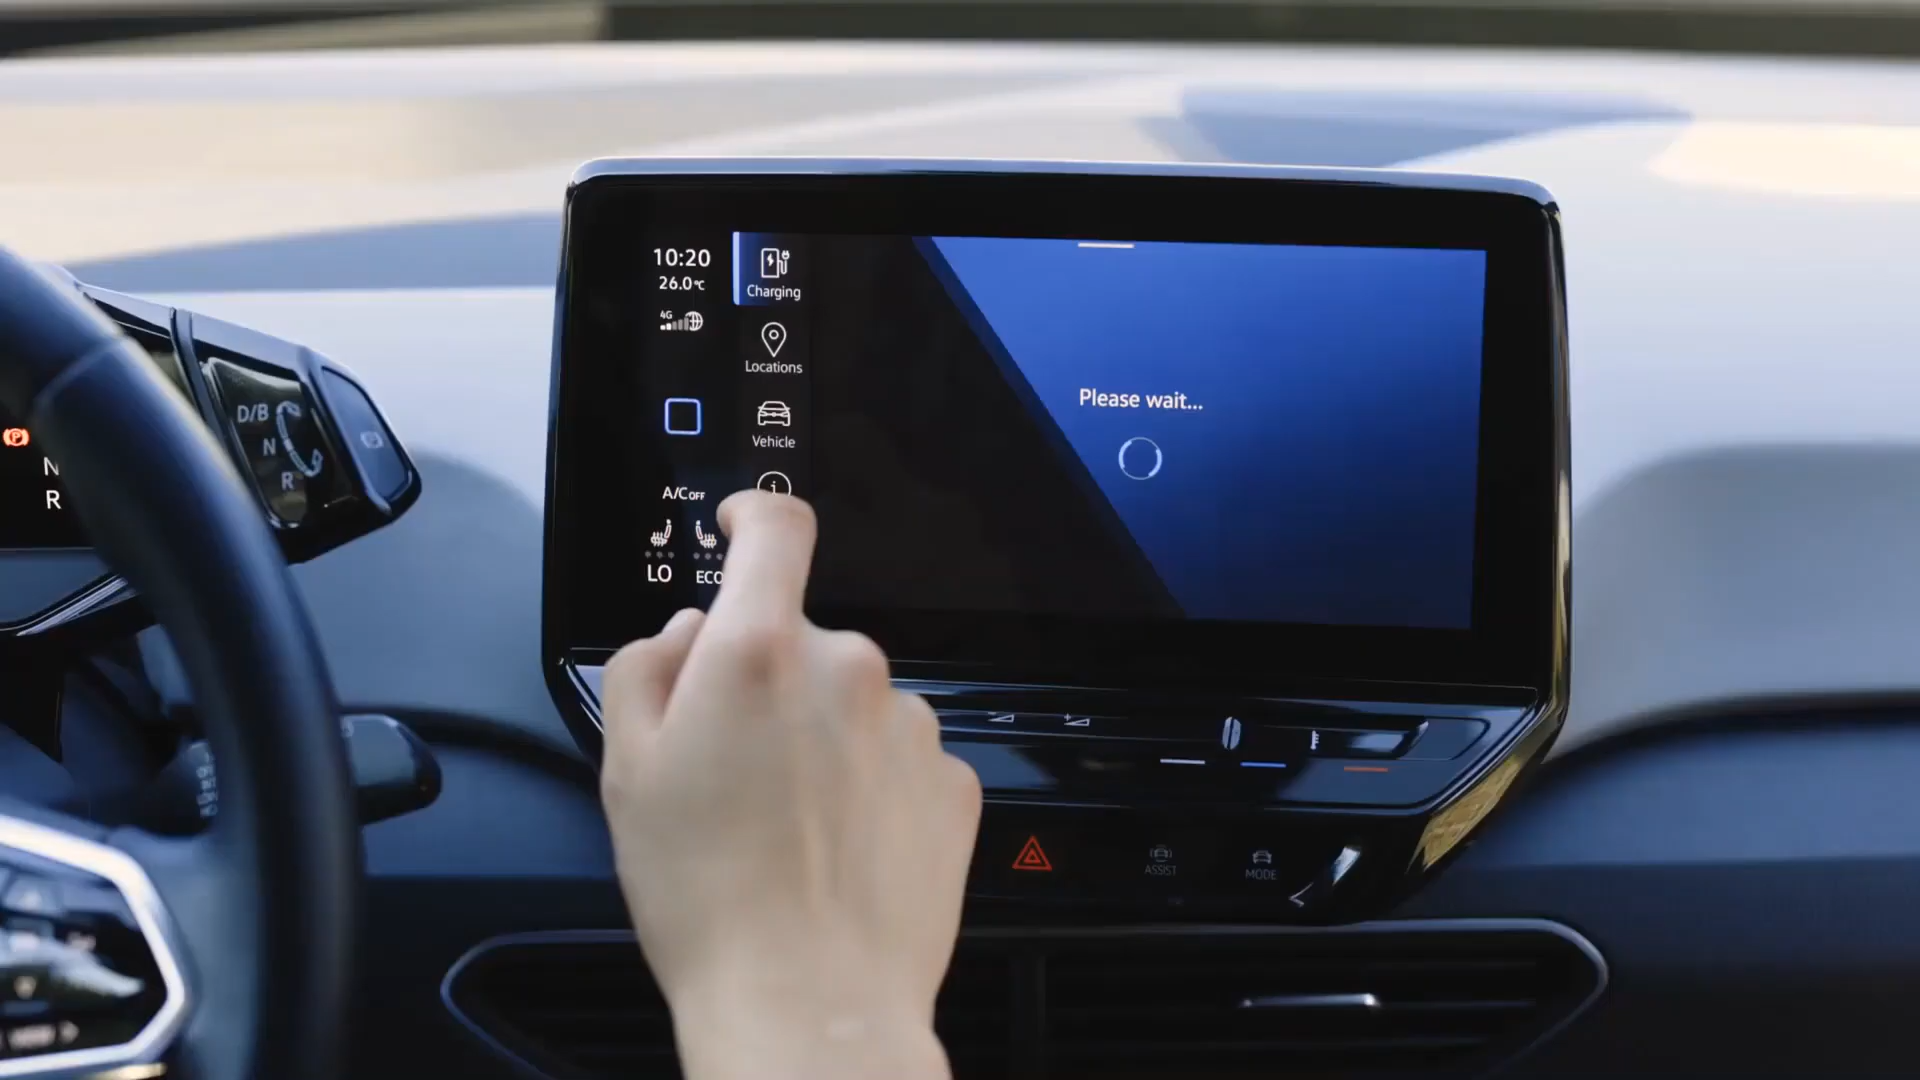 10:20
26.0°C
4G
Charging
Locations
Vehicle
i
Please wait...
A/C OFF
LO
ECO
D/B
N
R
P
N
R
ASSIST
MODE